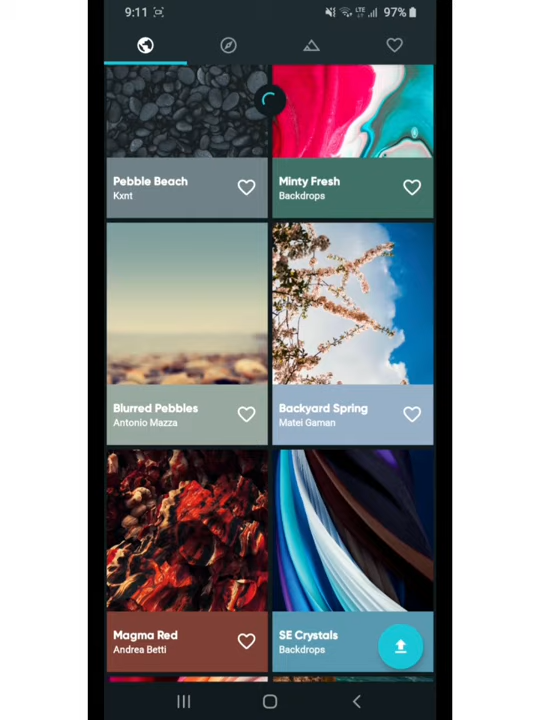 9:11
LTE
97%
Pebble Beach
Kxnt
Minty Fresh
Backdrops
Blurred Pebbles
Antonio Mazza
Backyard Spring
Matei Gaman
Magma Red
Andrea Betti
SE Crystals
Backdrops